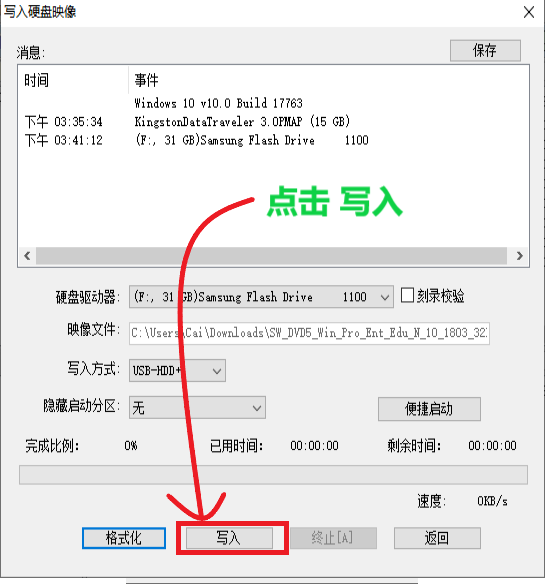 写入硬盘映像
消息:
保存
时间 事件
Windows 10 v10.0 Build 17763
下午 03:35:34 KingstonDataTraveler 3.0PMAP (15 GB)
下午 03:41:12 (F:, 31 GB)Samsung Flash Drive 1100
点击 写入
硬盘驱动器: (F:, 31 GB)Samsung Flash Drive 1100 刻录校验
映像文件: C:\Users\Cai\Downloads\SW_DVD5_Win_Pro_Ent_Edu_N_10_1803_32
写入方式: USB-HDD+
隐藏启动分区: 无 便捷启动
完成比例: 0% 已用时间: 00:00:00 剩余时间: 00:00:00
速度: 0KB/s
格式化 写入 终止[A] 返回